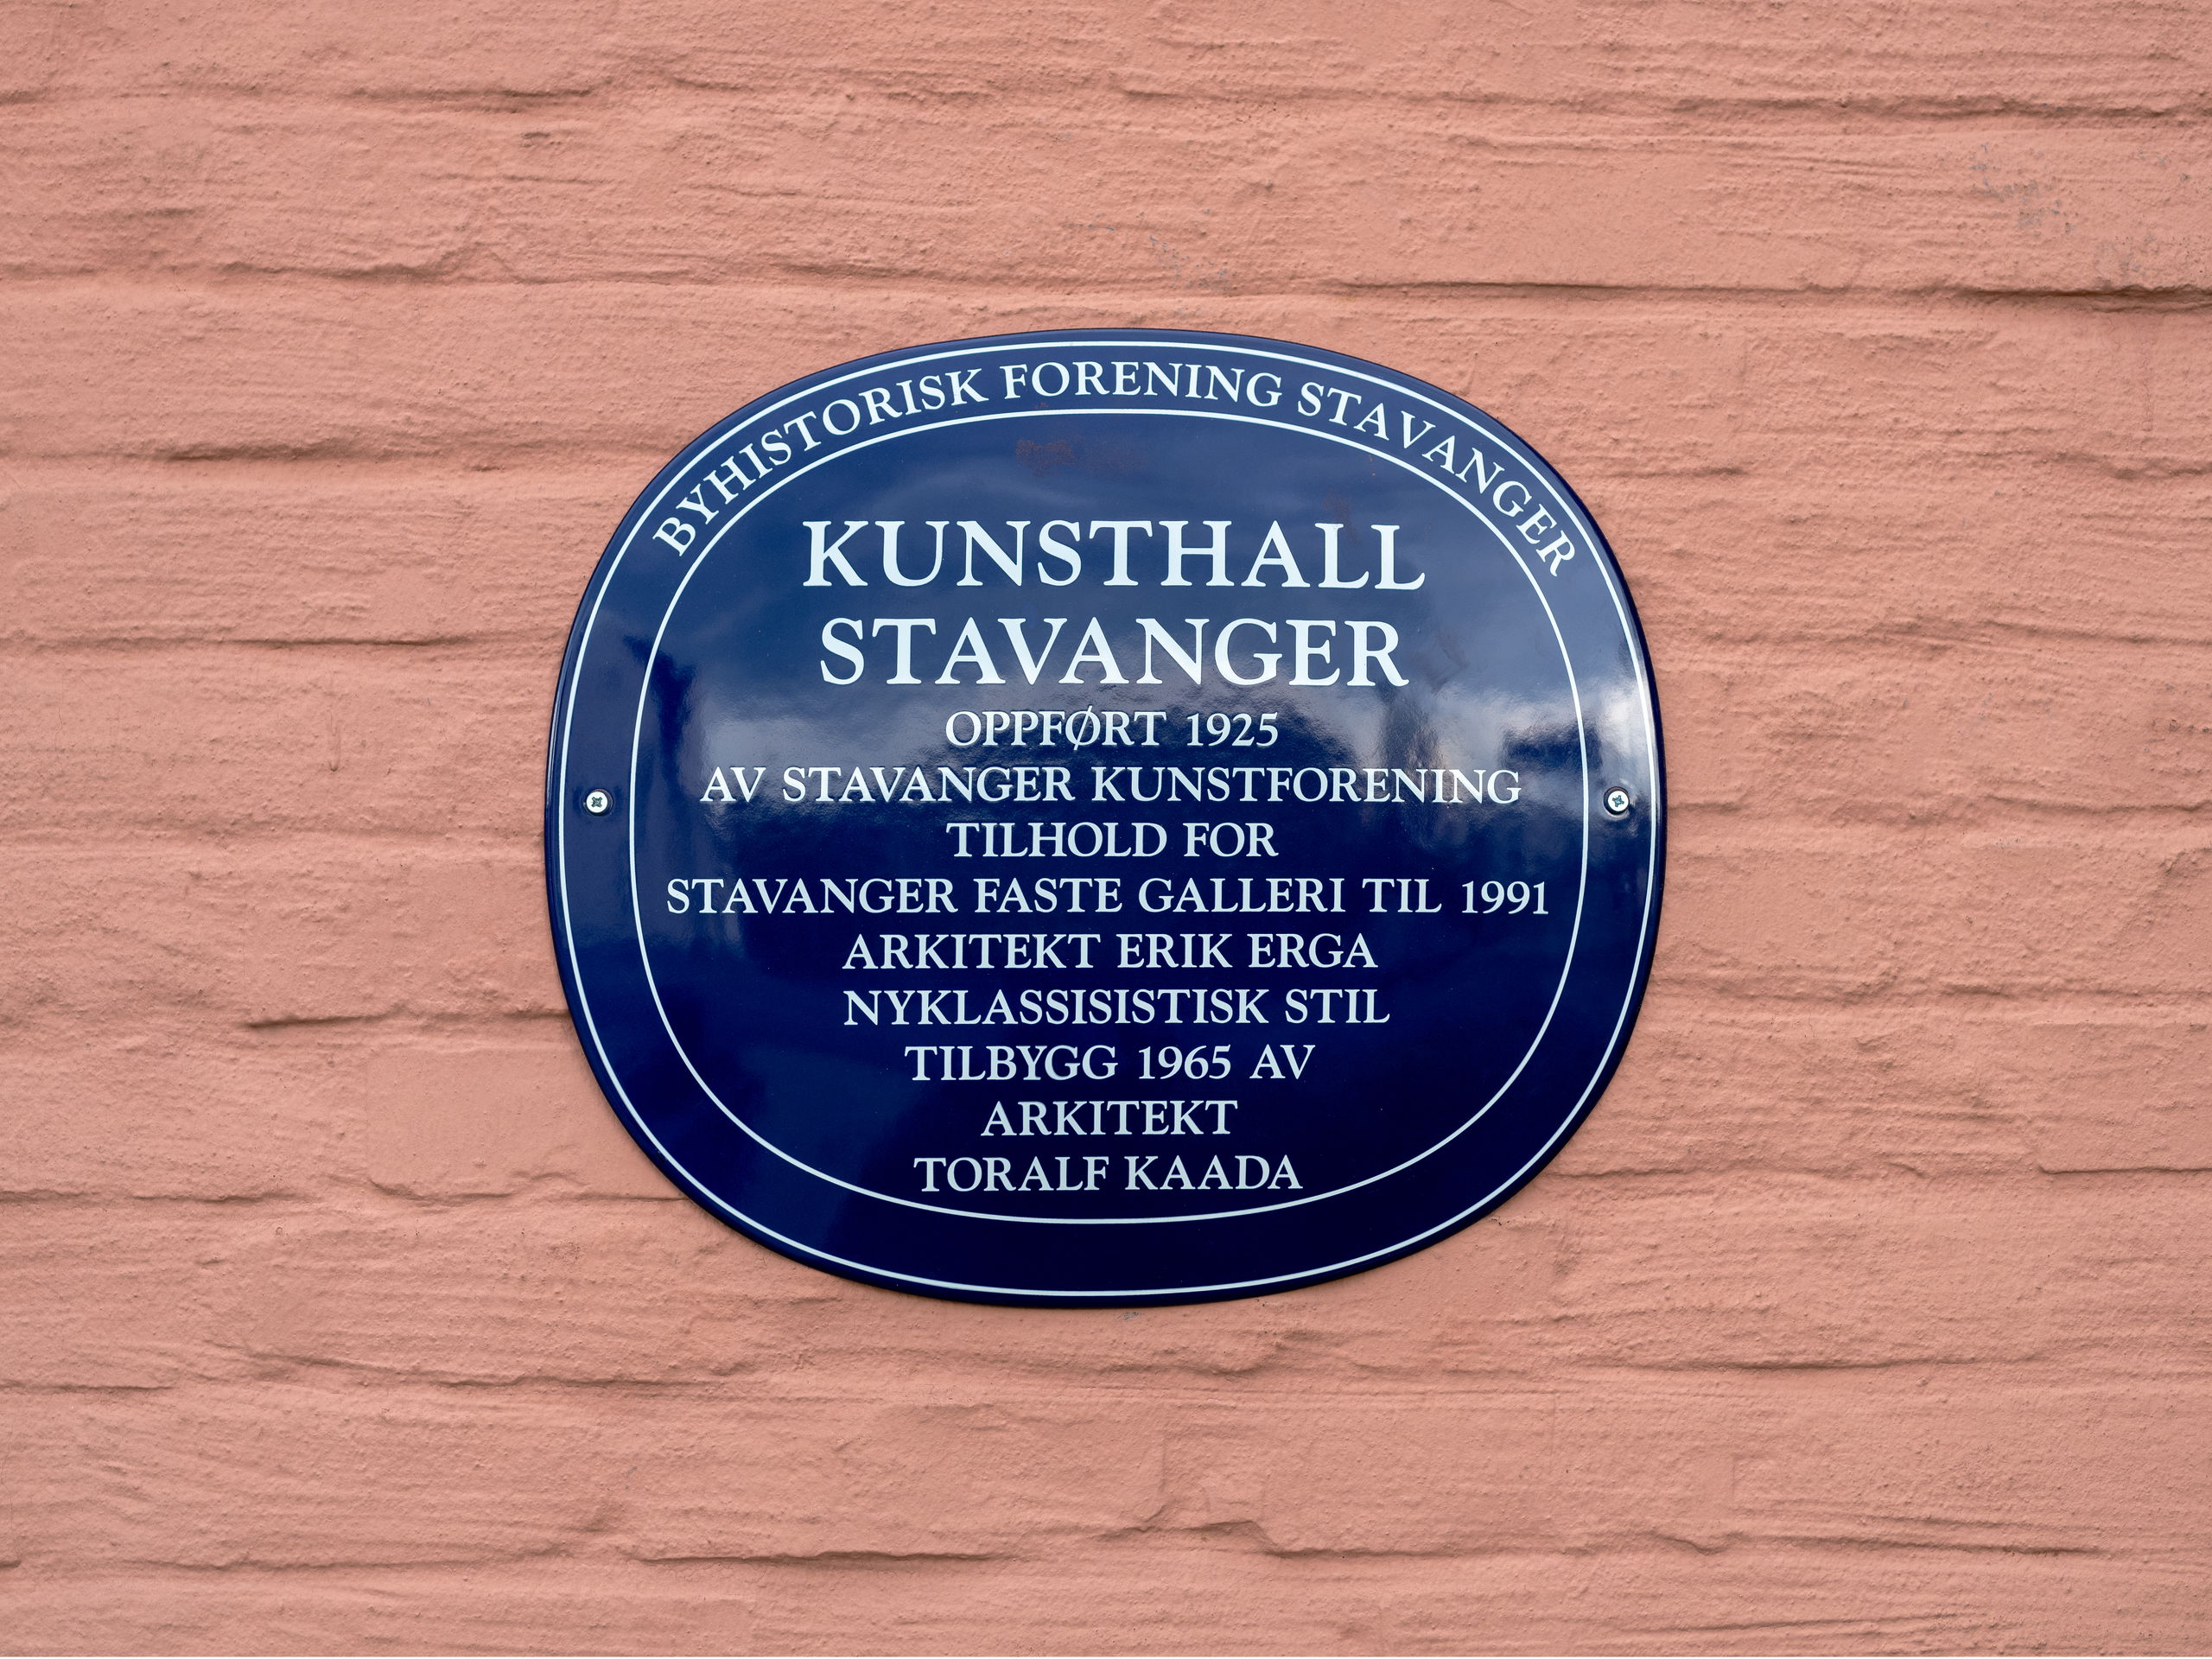 BYHISTORISK FORENING STAVANGER
KUNSTHALL
STAVANGER
OPPFØRT 1925
AV STAVANGER KUNSTFORENING
TILHOLD FOR
STAVANGER FASTE GALLERI TIL 1991
ARKITEKT ERIK ERGA
NYKLASSISISTISK STIL
TILBYGG 1965 AV
ARKITEKT
TORALF KAADA